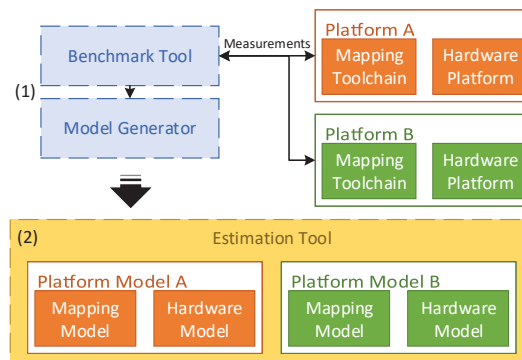 Platform A
Measurements
Benchmark Tool
Mapping
Toolchain
Hardware
Platform
(1)
Model Generator
Platform B
Mapping
Toolchain
Hardware
Platform
(2)
Estimation Tool
Platform Model A
Mapping
Model
Hardware
Model
Platform Model B
Mapping
Model
Hardware
Model